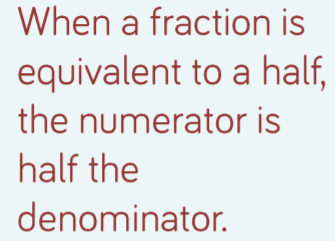 When a fraction is
equivalent to a half,
the numerator is
half the
denominator.